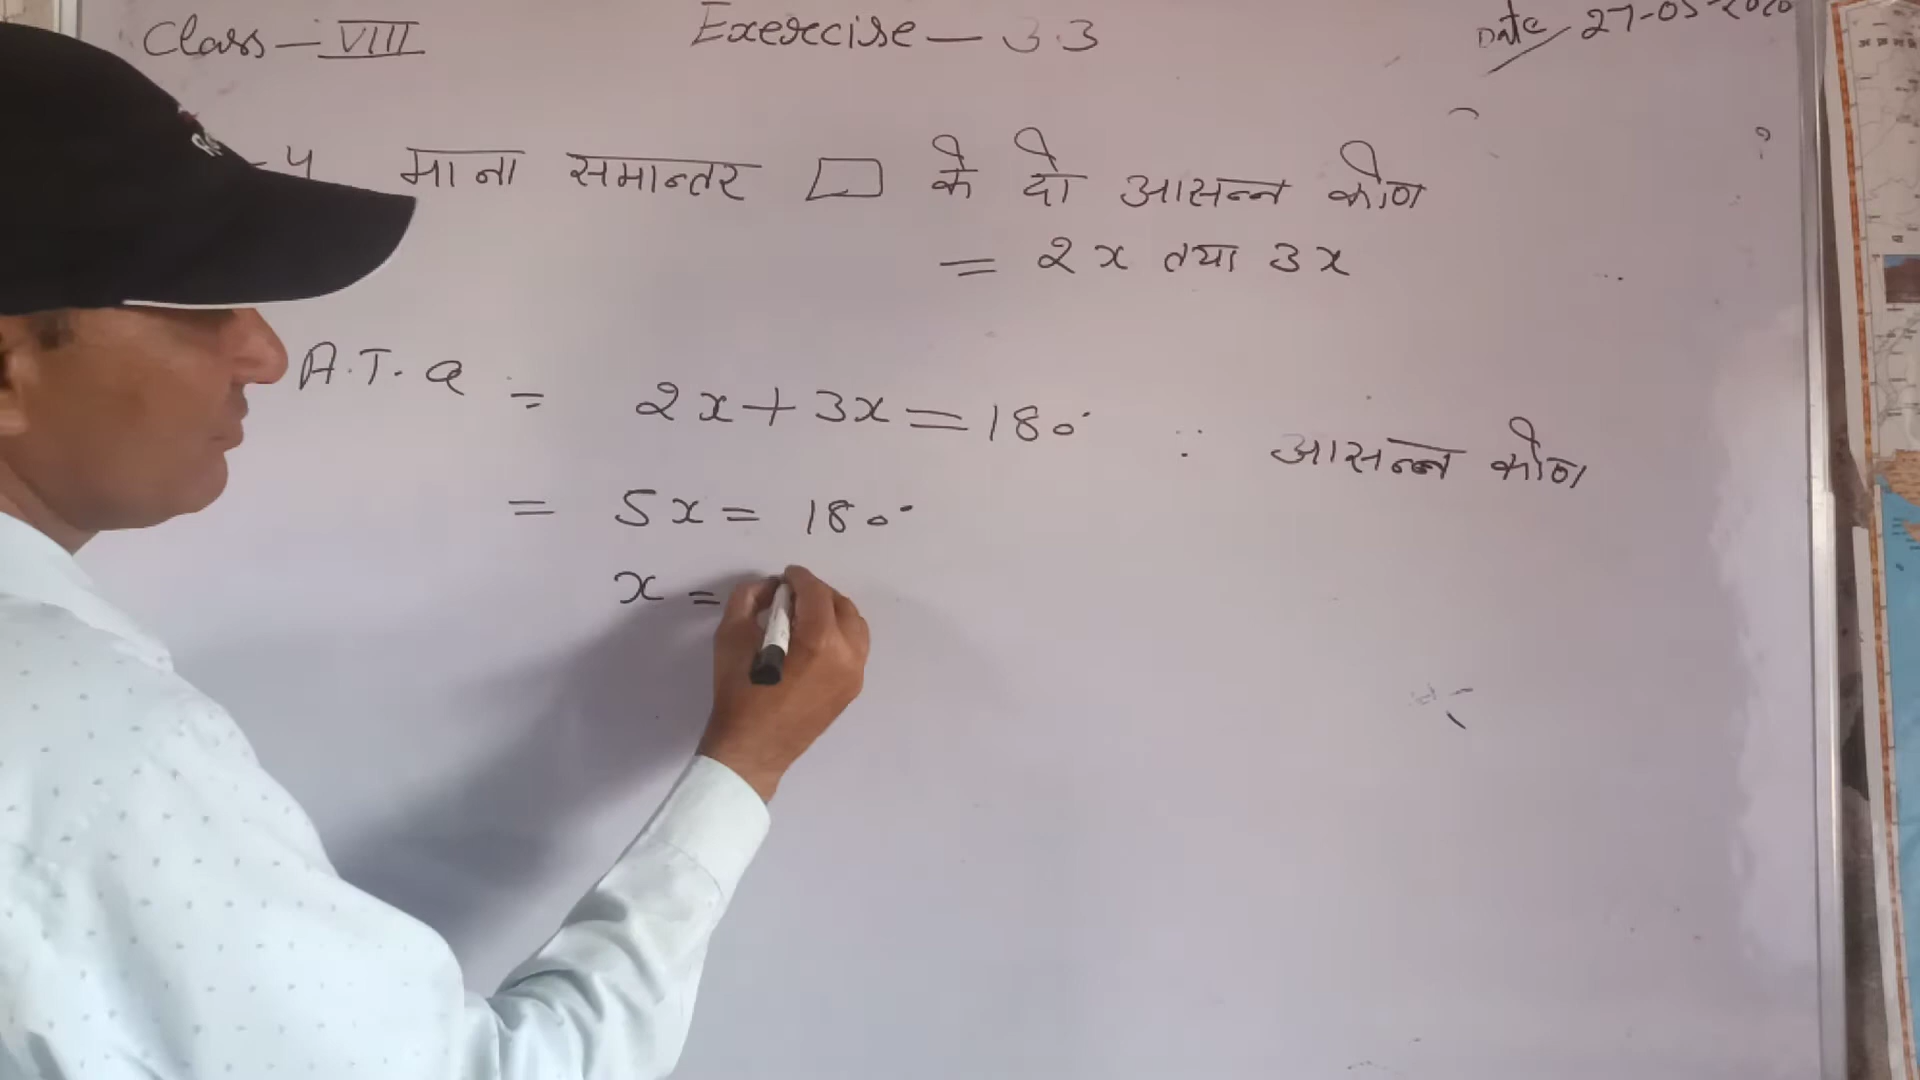 Class - VIII Exercise - 3.3 Date 27-05-2020
- 4 माना समान्तर ▱ के दो आसन्न कोण
= 2x तथा 3x
A.T.Q = 2x + 3x = 180° ∵ आसन्न कोण
= 5x = 180°
x =